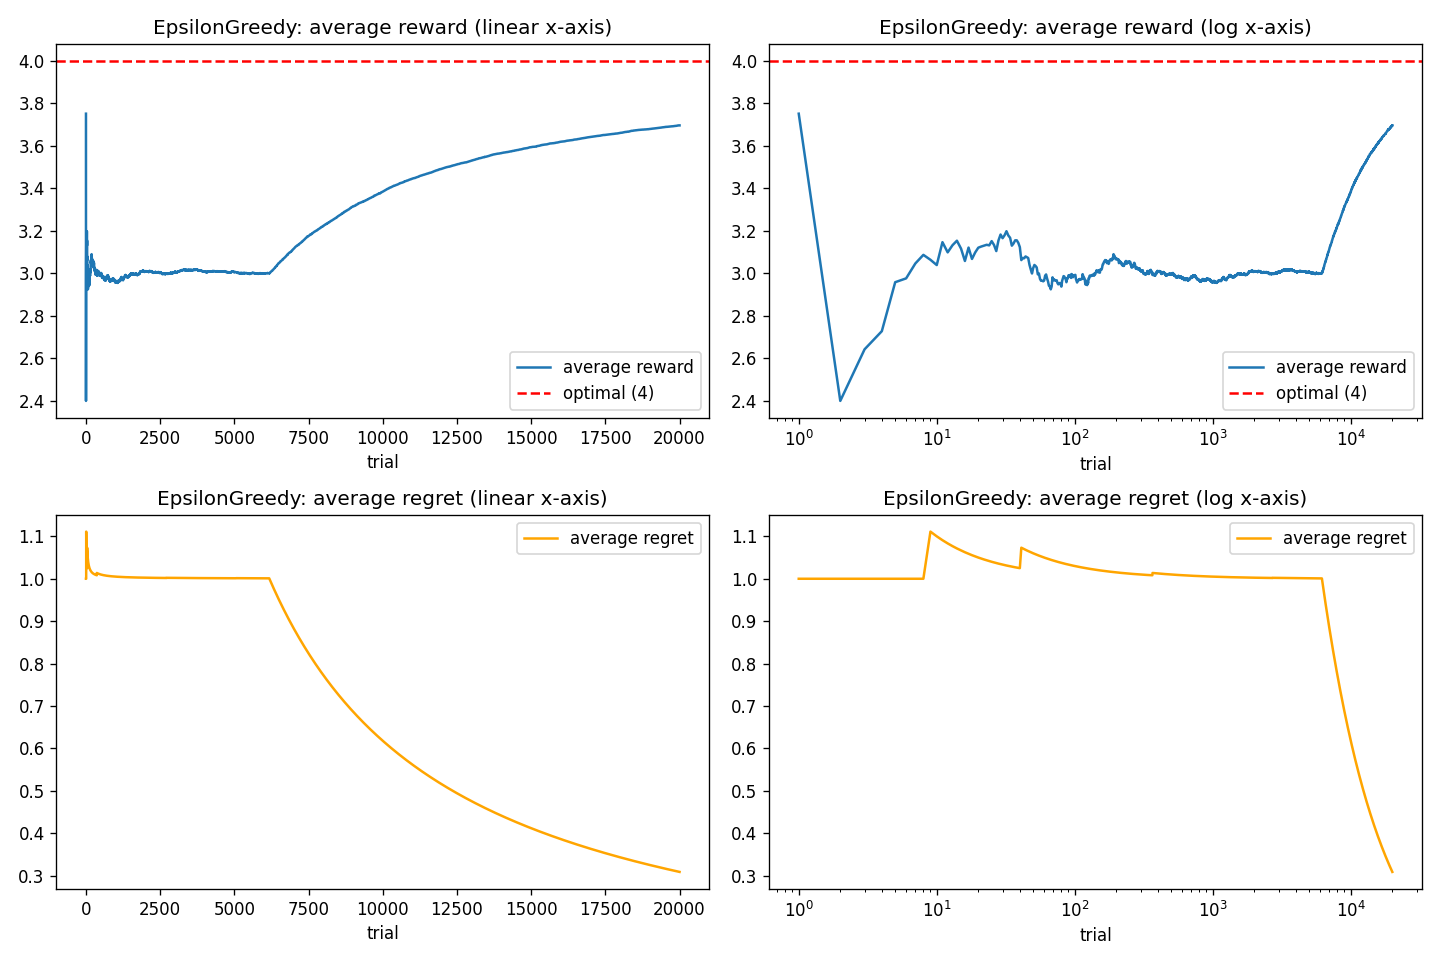 EpsilonGreedy: average reward (linear x-axis)
4.0
3.8
3.6
3.4
3.2
3.0
2.8
2.6
2.4
average reward
optimal (4)
0 2500 5000 7500 10000 12500 15000 17500 20000
trial
EpsilonGreedy: average reward (log x-axis)
4.0
3.8
3.6
3.4
3.2
3.0
2.8
2.6
2.4
average reward
optimal (4)
10⁰ 10¹ 10² 10³ 10⁴
trial
EpsilonGreedy: average regret (linear x-axis)
1.1
1.0
0.9
0.8
0.7
0.6
0.5
0.4
0.3
average regret
0 2500 5000 7500 10000 12500 15000 17500 20000
trial
EpsilonGreedy: average regret (log x-axis)
1.1
1.0
0.9
0.8
0.7
0.6
0.5
0.4
0.3
average regret
10⁰ 10¹ 10² 10³ 10⁴
trial